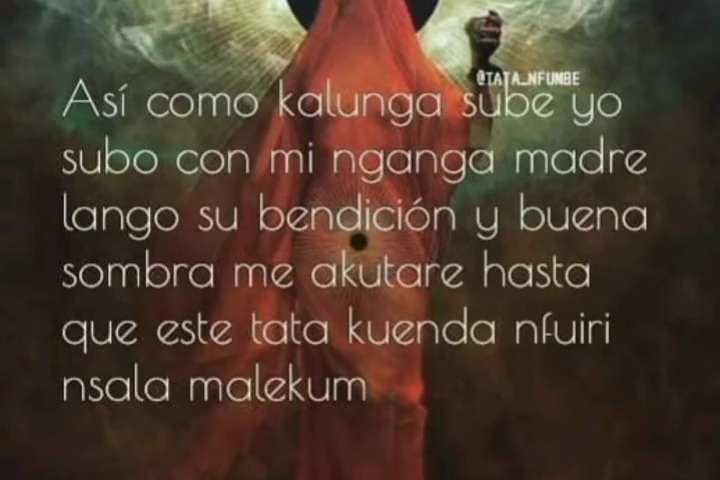 @TATA_NFUMBE
Así como kalunga sube yo
subo con mi nganga madre
lango su bendición y buena
sombra me akutare hasta
que este tata kuenda nfuiri
nsala malekum